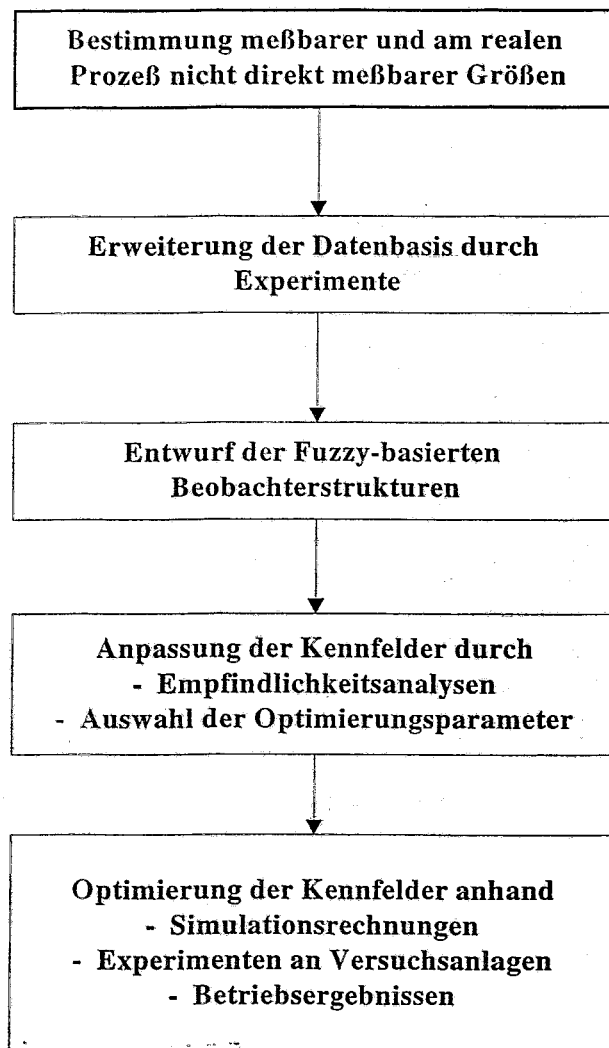 Bestimmung meßbarer und am realen
Prozeß nicht direkt meßbarer Größen
Erweiterung der Datenbasis durch
Experimente
Entwurf der Fuzzy-basierten
Beobachterstrukturen
Anpassung der Kennfelder durch
- Empfindlichkeitsanalysen
- Auswahl der Optimierungsparameter
Optimierung der Kennfelder anhand
- Simulationsrechnungen
- Experimenten an Versuchsanlagen
- Betriebsergebnissen